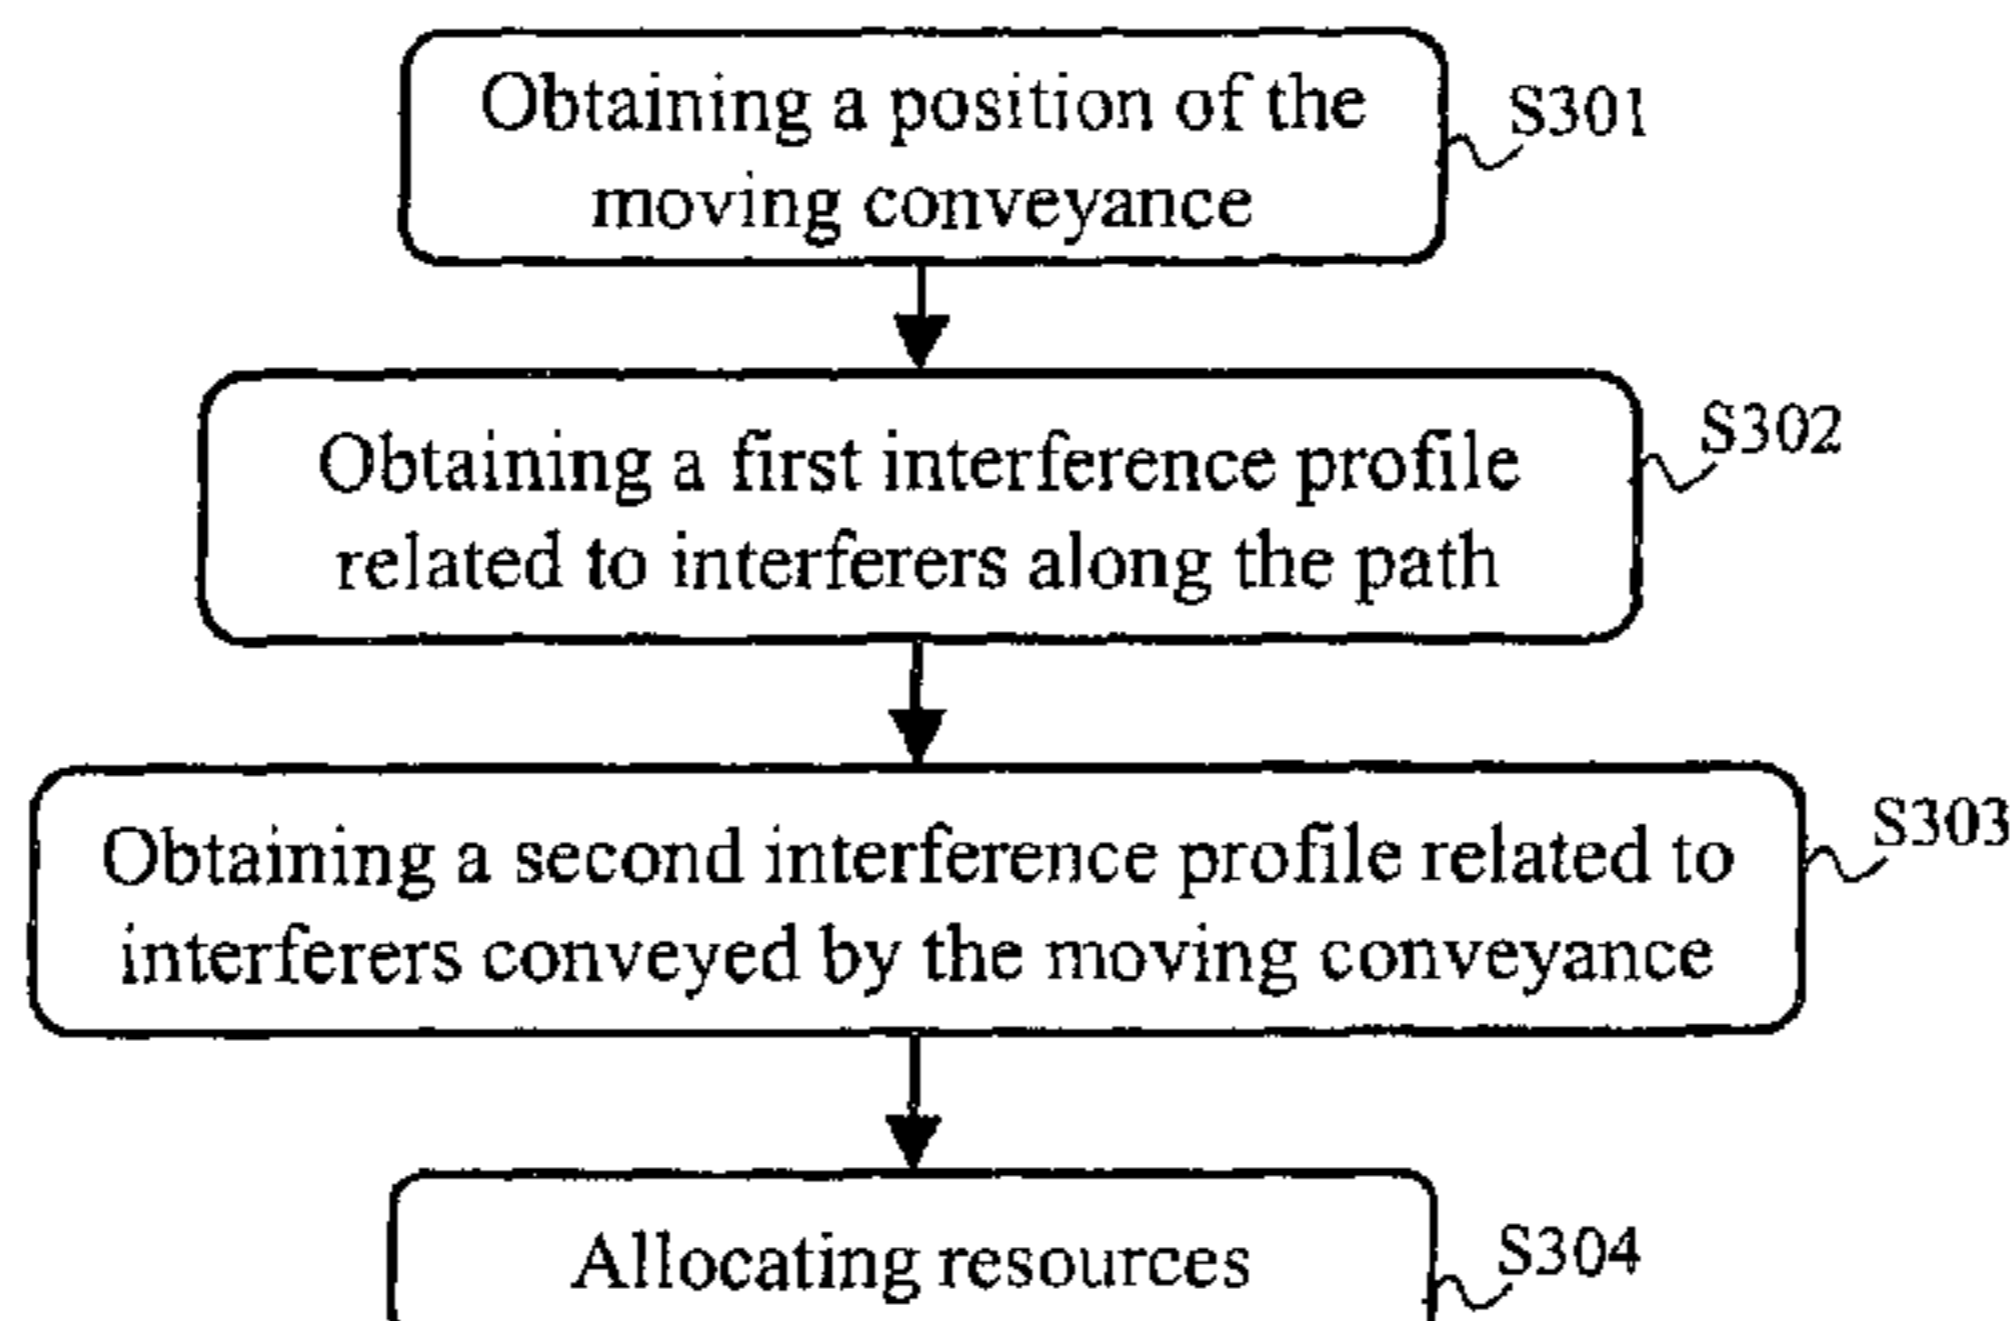 Obtaining a position of the
moving conveyance
S301
Obtaining a first interference profile
related to interferers along the path
S302
Obtaining a second interference profile related to
interferers conveyed by the moving conveyance
S303
Allocating resources
S304